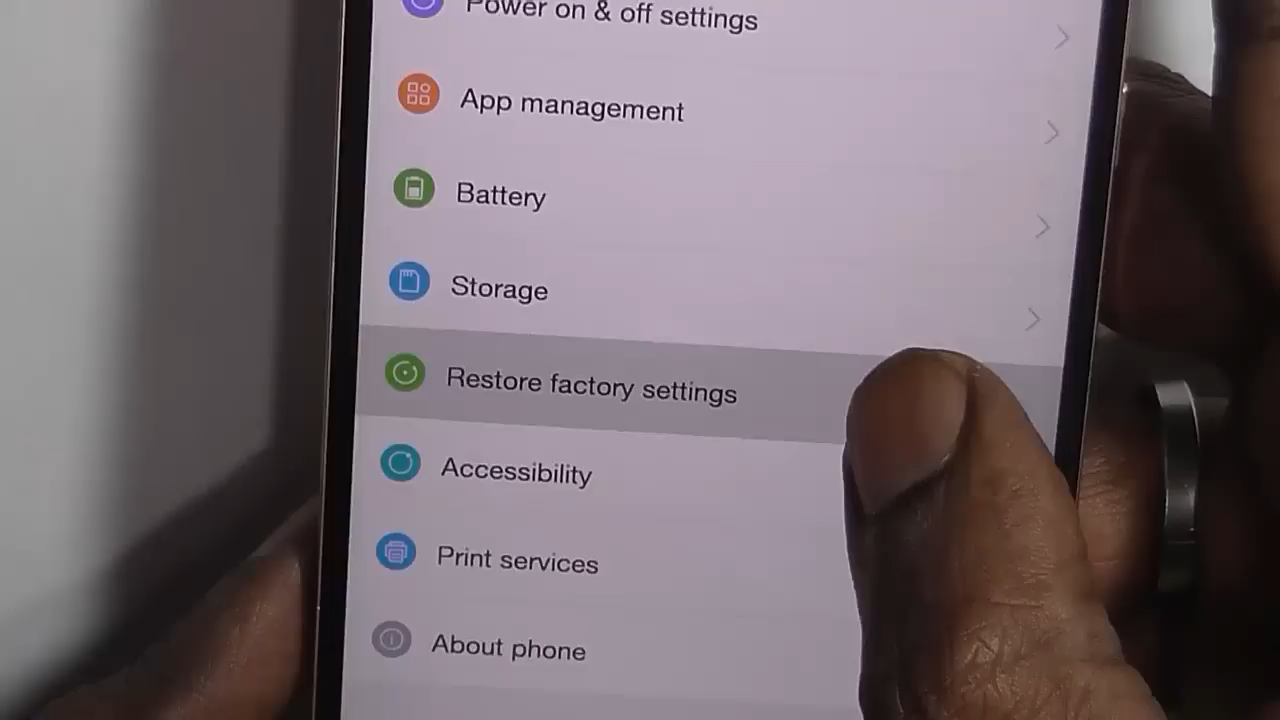 Power on & off settings
App management
Battery
Storage
Restore factory settings
Accessibility
Print services
About phone